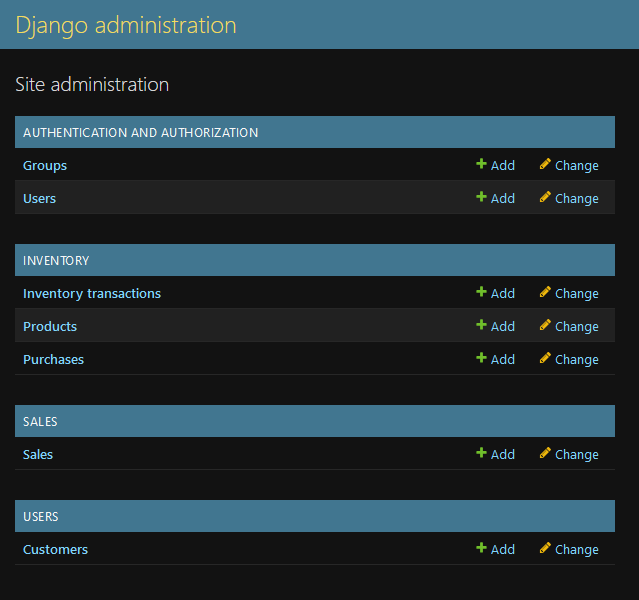 Django administration
Site administration
AUTHENTICATION AND AUTHORIZATION
Groups Add Change
Users Add Change
INVENTORY
Inventory transactions Add Change
Products Add Change
Purchases Add Change
SALES
Sales Add Change
USERS
Customers Add Change